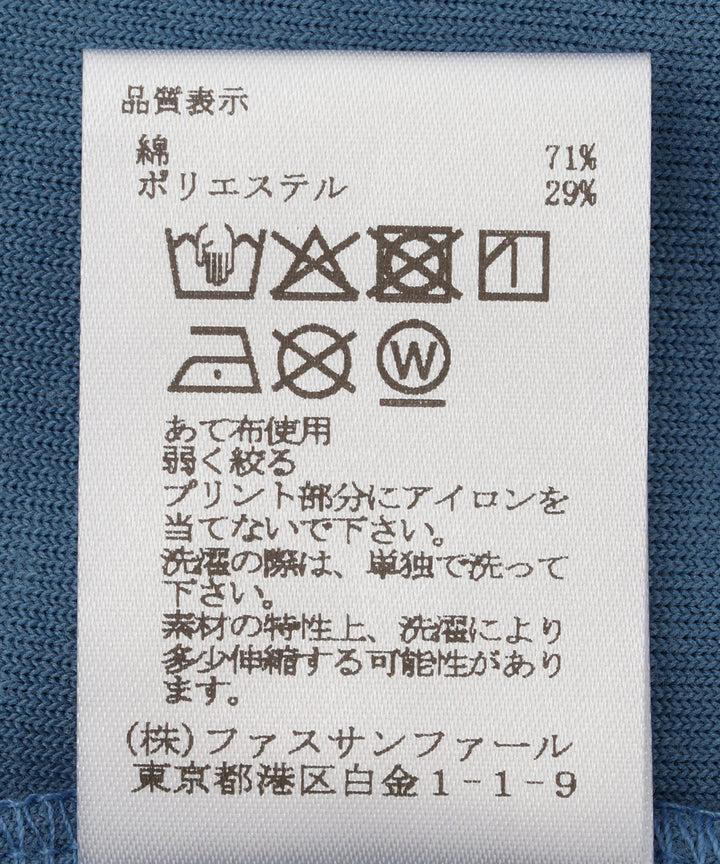 品質表示
綿 71%
ポリエステル 29%
W
あて布使用
弱く絞る
プリント部分にアイロンを
当てないで下さい。
洗濯の際は、単独で洗って
下さい。
素材の特性上、洗濯により
多少伸縮する可能性があり
ます。
(株)ファスサンファール
東京都港区白金1-1-9